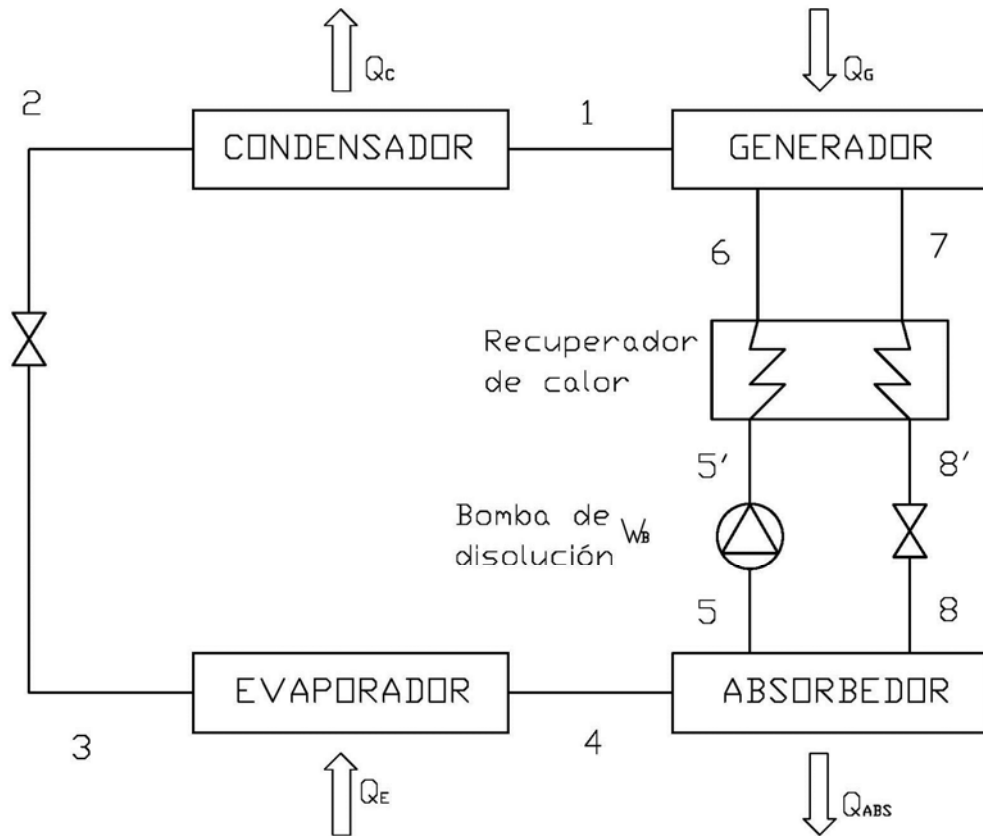 QC
QG
2
1
CONDENSADOR
GENERADOR
6
7
Recuperador
de calor
5'
8'
Bomba de
disolución
WB
5
8
EVAPORADOR
ABSORBEDOR
3
4
QE
QABS